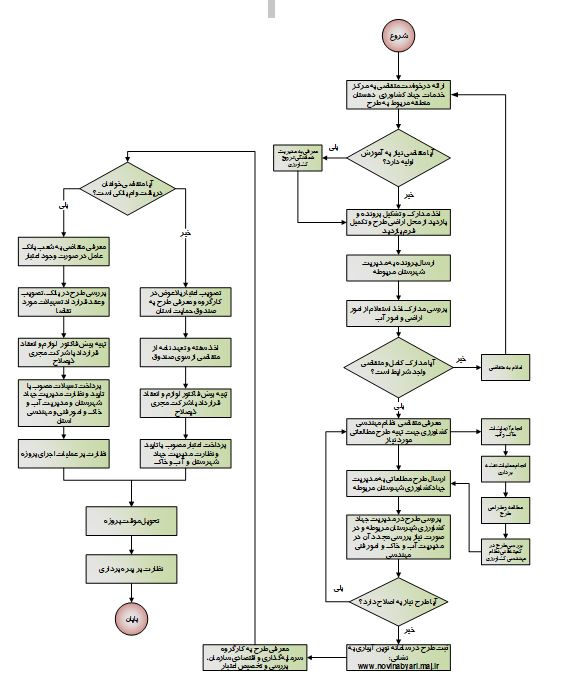 شروع
ارائه درخواست متقاضی به مرکز
خدمات جهاد کشاورزی دهستان
منطقه مربوط به طرح
آیا متقاضی نیاز به آموزش
اولیه دارد؟
بلی
معرفی به مدیریت
هماهنگی ترویج
کشاورزی
خیر
اخذ مدارک و تشکیل پرونده و
بازدید از محل اراضی طرح و تکمیل
فرم بازدید
ارسال پرونده به مدیریت
شهرستان مربوطه
بررسی مدارک، اخذ استعلام از امور
اراضی و امور آب
آیا مدارک کامل و متقاضی
واجد شرایط است؟
خیر
اعلام به متقاضی
بلی
معرفی متقاضی نظام مهندسی
کشاورزی جهت تهیه طرح مطالعاتی
مورد نیاز
انجام آزمایشات
خاک و آب
انجام عملیات نقشه
برداری
مطالعه و طراحی
طرح
بررسی طرح در
کمیته فنی نظام
مهندسی کشاورزی
ارسال طرح مطالعاتی به مدیریت
جهاد کشاورزی شهرستان مربوطه
بررسی طرح در مدیریت جهاد
کشاورزی شهرستان مربوطه و در
صورت نیاز بررسی مجدد آن در
مدیریت آب و خاک و امور فنی
مهندسی
آیا طرح نیاز به اصلاح دارد؟
بلی
خیر
ثبت طرح در سامانه نوین آبیاری به
نشانی:
www.novinabyari.maj.ir
معرفی طرح به کارگروه
سرمایه گذاری و اقتصادی سازمان،
بررسی و تخصیص اعتبار
آیا متقاضی خواهان
دریافت وام بانکی است؟
بلی
خیر
معرفی متقاضی به شعب بانک
عامل در صورت وجود اعتبار
بررسی طرح در بانک، تصویب
وعقد قرارداد تسهیلات مورد
تقاضا
تهیه پیش فاکتور لوازم و انعقاد
قرارداد با شرکت مجری
ذیصلاح
پرداخت تسهیلات مصوب با
تایید و نظارت مدیریت جهاد
شهرستان و مدیریت آب و
خاک و امور فنی و مهندسی
استان
نظارت بر عملیات اجرای پروژه
تصویب اعتبار بلاعوض در
کارگروه و معرفی طرح به
صندوق حمایت استان
اخذ سفته و تعهد نامه از
متقاضی از سوی صندوق
تهیه پیش فاکتور لوازم و انعقاد
قرارداد با شرکت مجری
ذیصلاح
پرداخت اعتبار مصوب با تایید
و نظارت مدیریت جهاد
شهرستان و آب و خاک
تحویل موقت پروژه
نظارت بر بهره برداری
پایان